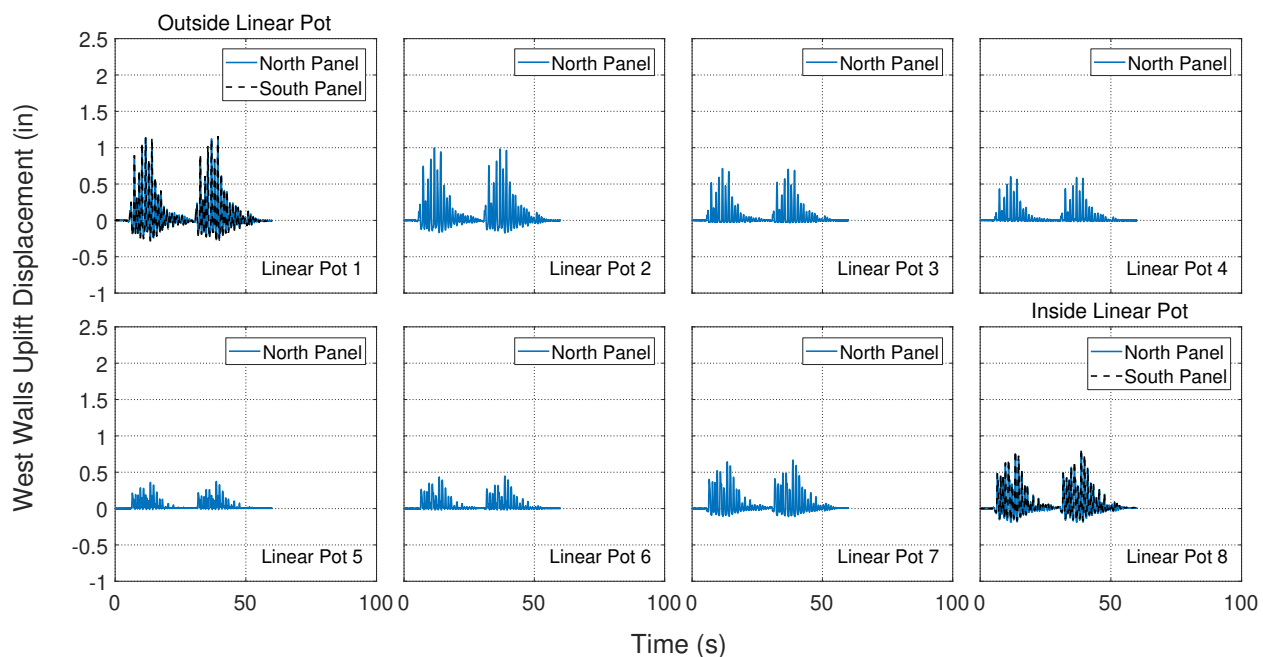 Outside Linear Pot
2.5
2
1.5
1
0.5
0
-0.5
-1
North Panel
South Panel
Linear Pot 1
North Panel
Linear Pot 2
North Panel
Linear Pot 3
North Panel
Linear Pot 4
Inside Linear Pot
2.5
2
1.5
1
0.5
0
-0.5
-1
North Panel
Linear Pot 5
North Panel
Linear Pot 6
North Panel
Linear Pot 7
North Panel
South Panel
Linear Pot 8
0 50 100 0 50 100 0 50 100 0 50 100
West Walls Uplift Displacement (in)
Time (s)